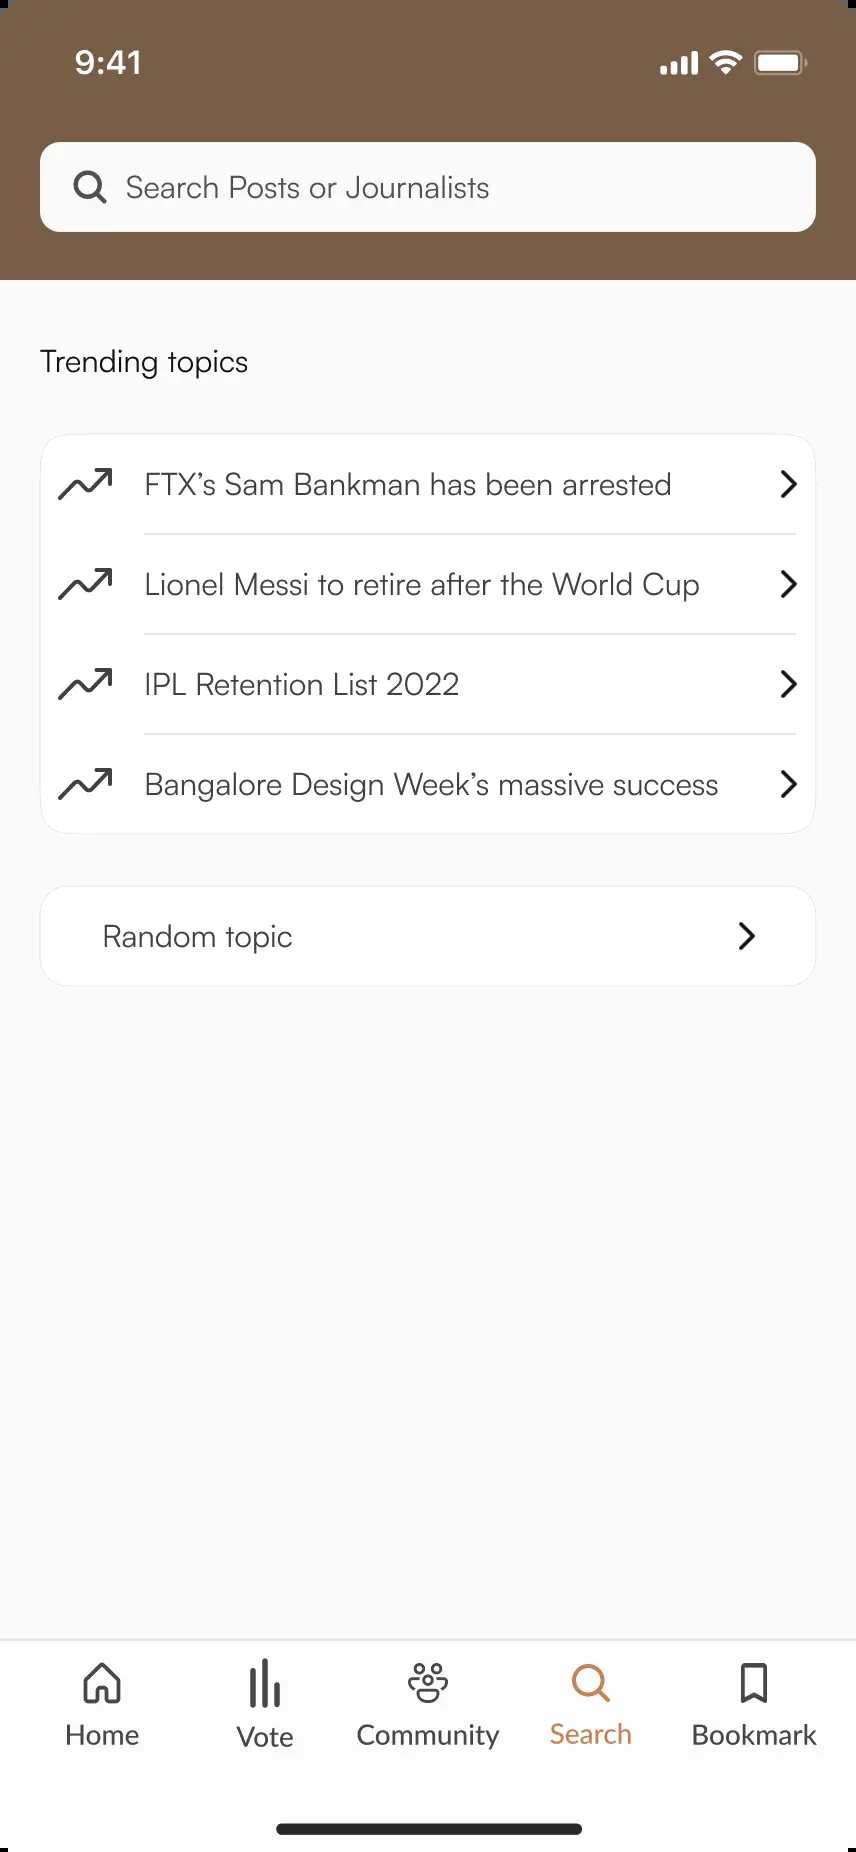 9:41
Search Posts or Journalists
Trending topics
FTX’s Sam Bankman has been arrested
Lionel Messi to retire after the World Cup
IPL Retention List 2022
Bangalore Design Week’s massive success
Random topic
Home
Vote
Community
Search
Bookmark